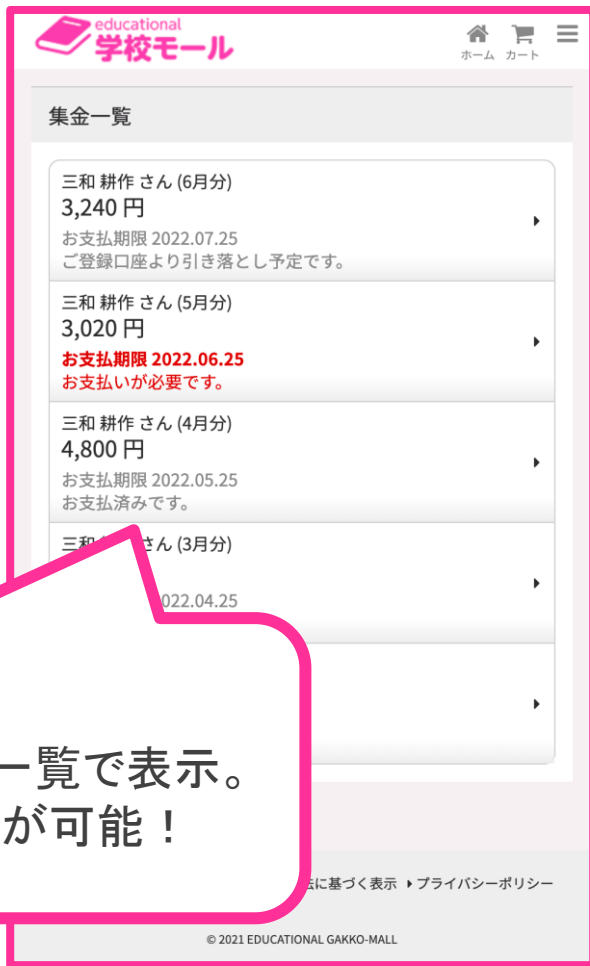 educational
学校モール
ホーム カート
集金一覧
三和 耕作 さん (6月分)
3,240 円
お支払期限 2022.07.25
ご登録口座より引き落とし予定です。
三和 耕作 さん (5月分)
3,020 円
お支払期限 2022.06.25
お支払いが必要です。
三和 耕作 さん (4月分)
4,800 円
お支払期限 2022.05.25
お支払済みです。
三和 さん (3月分)
022.04.25
一覧で表示。
が可能！
に基づく表示 プライバシーポリシー
© 2021 EDUCATIONAL GAKKO-MALL